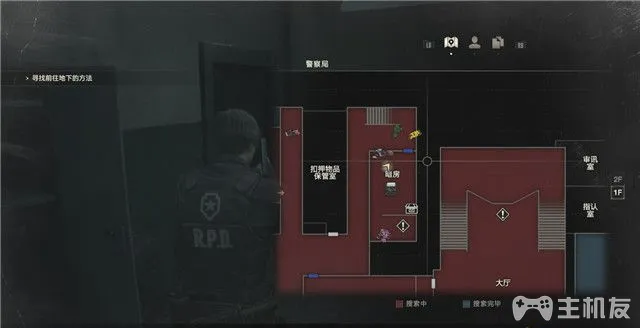 警察局
› 寻找前往地下的方法
扣押物品
保管室
暗房
审讯
室
2F
1F
指认
室
R.P.D.
大厅
搜索中
搜索完毕
主机友